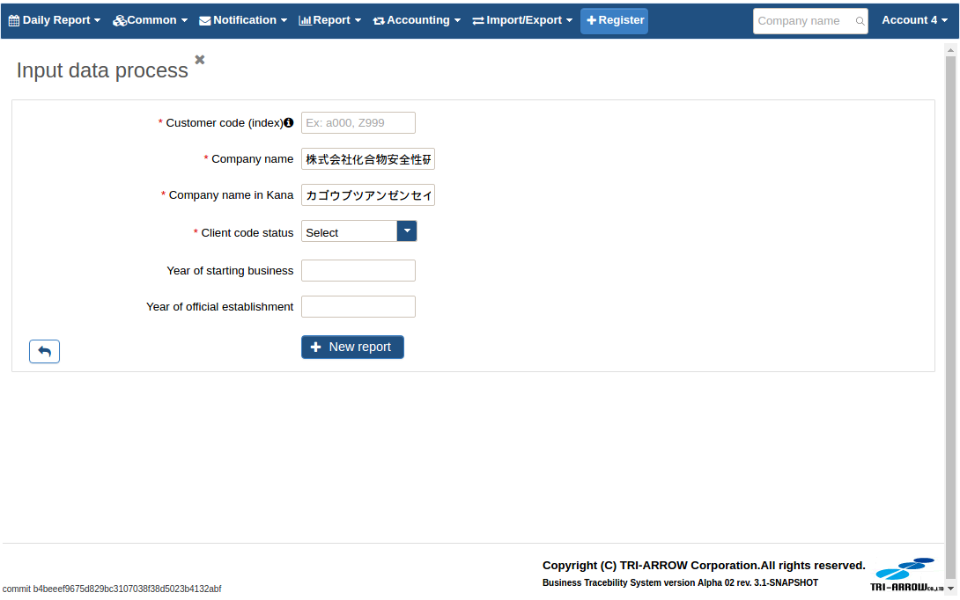 Daily Report Common Notification Report Accounting Import/Export + Register Company name Account 4
Input data process ×
* Customer code (index) Ex: a000, Z999
* Company name 株式会社化合物安全性研
* Company name in Kana カゴウブツアンゼンセイ
* Client code status Select
Year of starting business
Year of official establishment
+ New report
Copyright (C) TRI-ARROW Corporation.All rights reserved.
Business Tracebility System version Alpha 02 rev. 3.1-SNAPSHOT
TRI-ARROW CO.,LTD
commit b4beeef9675d829bc3107038f38d5023b4132abf